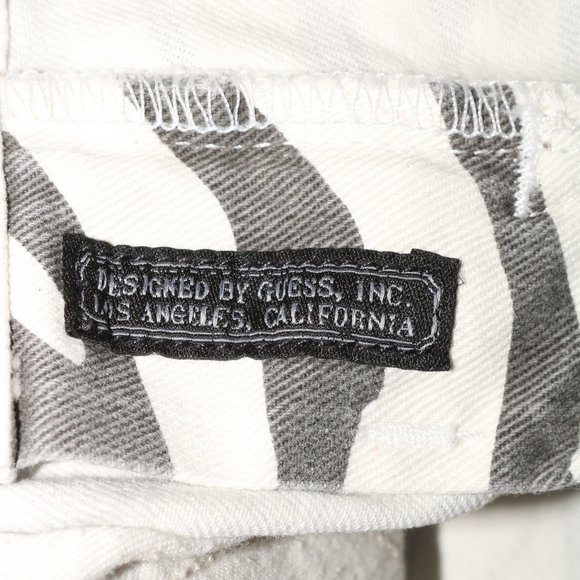 DESIGNED BY GUESS, INC.
LOS ANGELES, CALIFORNIA